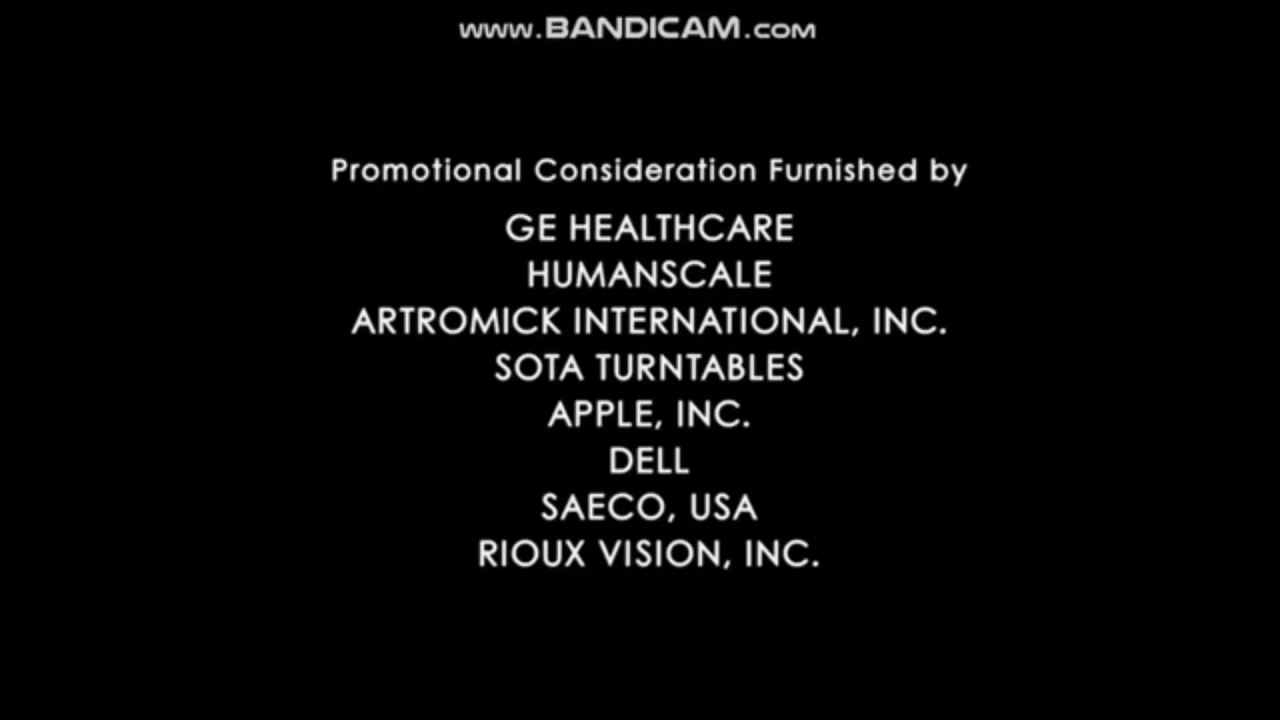 www.BANDICAM.com
Promotional Consideration Furnished by
GE HEALTHCARE
HUMANSCALE
ARTROMICK INTERNATIONAL, INC.
SOTA TURNTABLES
APPLE, INC.
DELL
SAECO, USA
RIOUX VISION, INC.